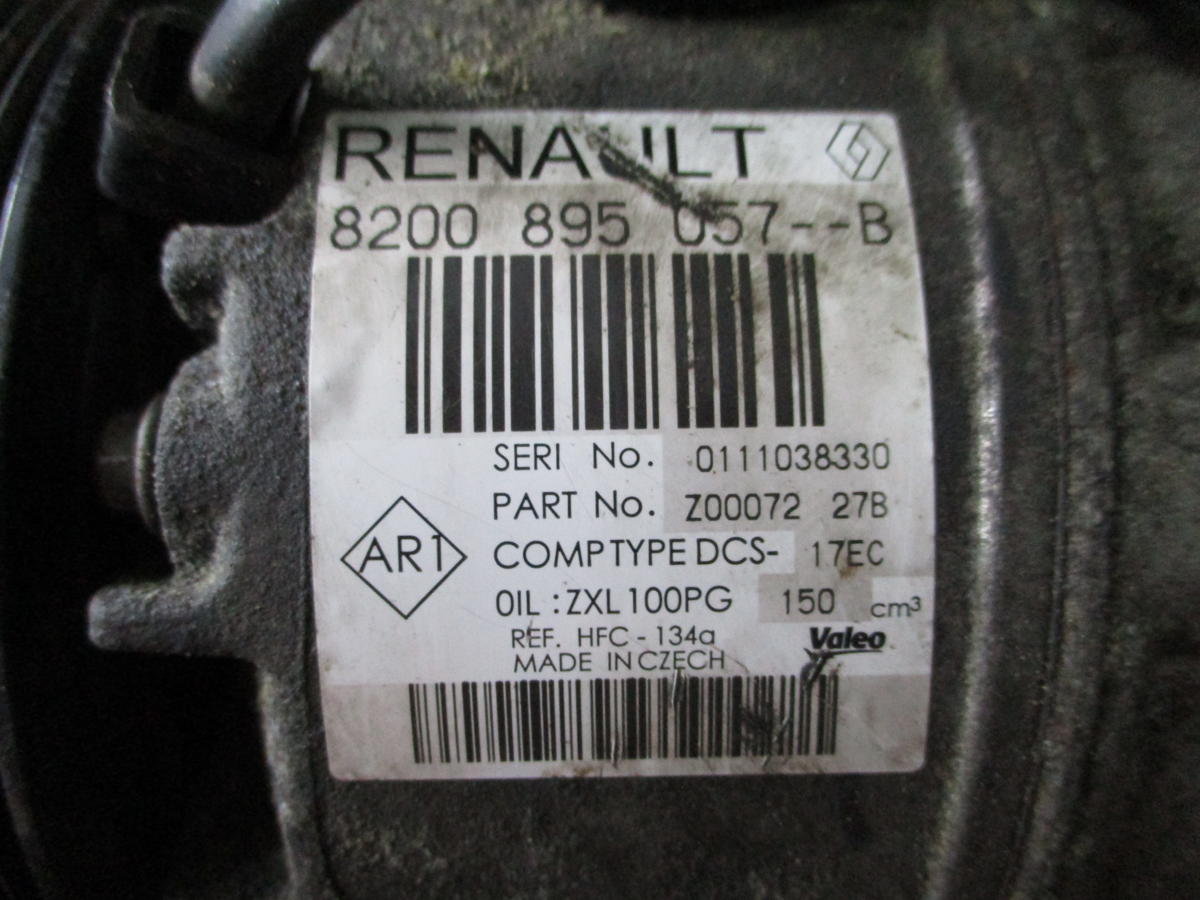 RENAULT
8200 895 057--B
SERI No. 0111038330
PART No. Z00072 27B
AR1
COMPTYPE DCS- 17EC
OIL : ZXL100PG 150 cm³
REF. HFC - 134a
Valeo
MADE IN CZECH